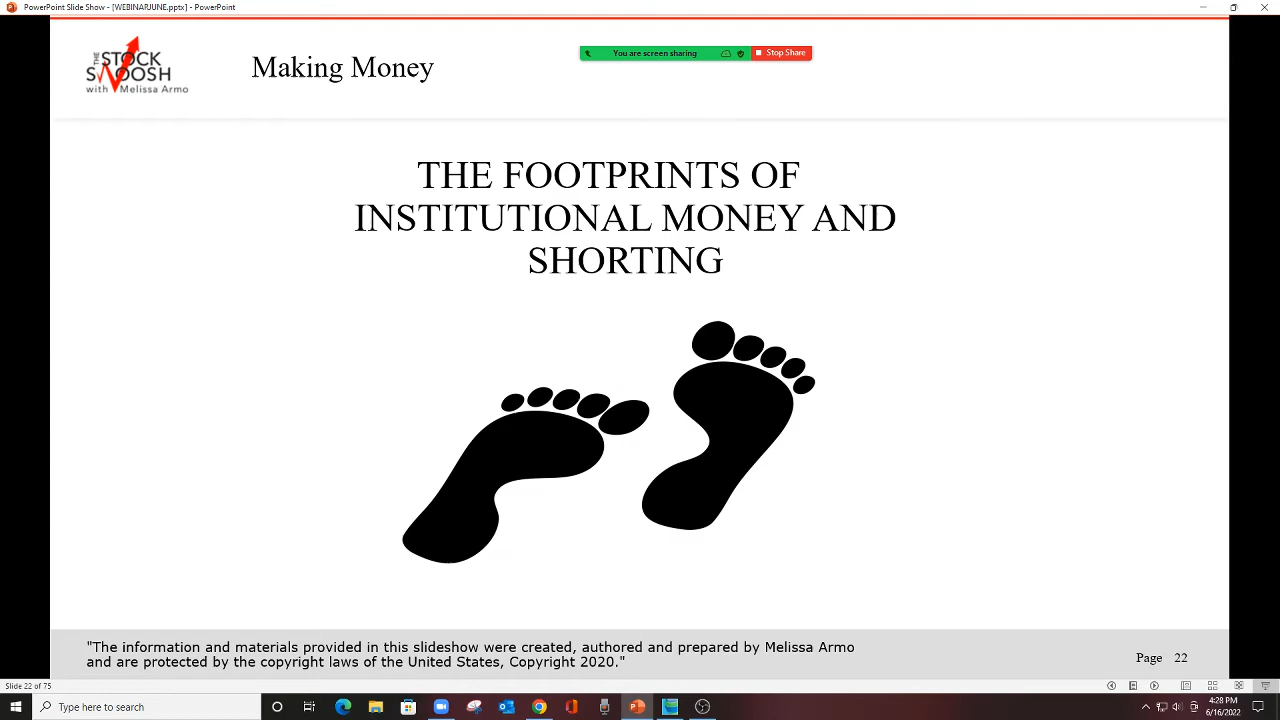 PowerPoint Slide Show - [WEBINARJUNE.pptx] - PowerPoint
THE
STOCK
SWOOSH
with Melissa Armo
Making Money
You are screen sharing
Stop Share
THE FOOTPRINTS OF
INSTITUTIONAL MONEY AND
SHORTING
"The information and materials provided in this slideshow were created, authored and prepared by Melissa Armo
and are protected by the copyright laws of the United States, Copyright 2020."
Page 22
Slide 22 of 75
Type here to search
4:28 PM
6/16/2022